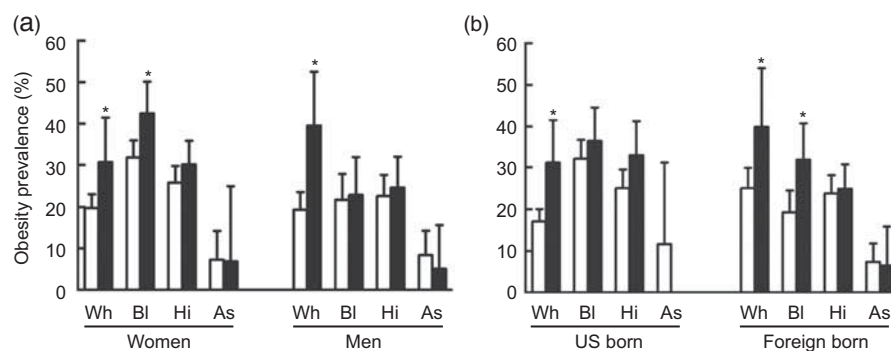 (a)
60
50
40
30
20
10
0
Obesity prevalence (%)
* * *
Wh Bl Hi As Wh Bl Hi As
Women Men
(b)
60
50
40
30
20
10
0
* * *
Wh Bl Hi As Wh Bl Hi As
US born Foreign born